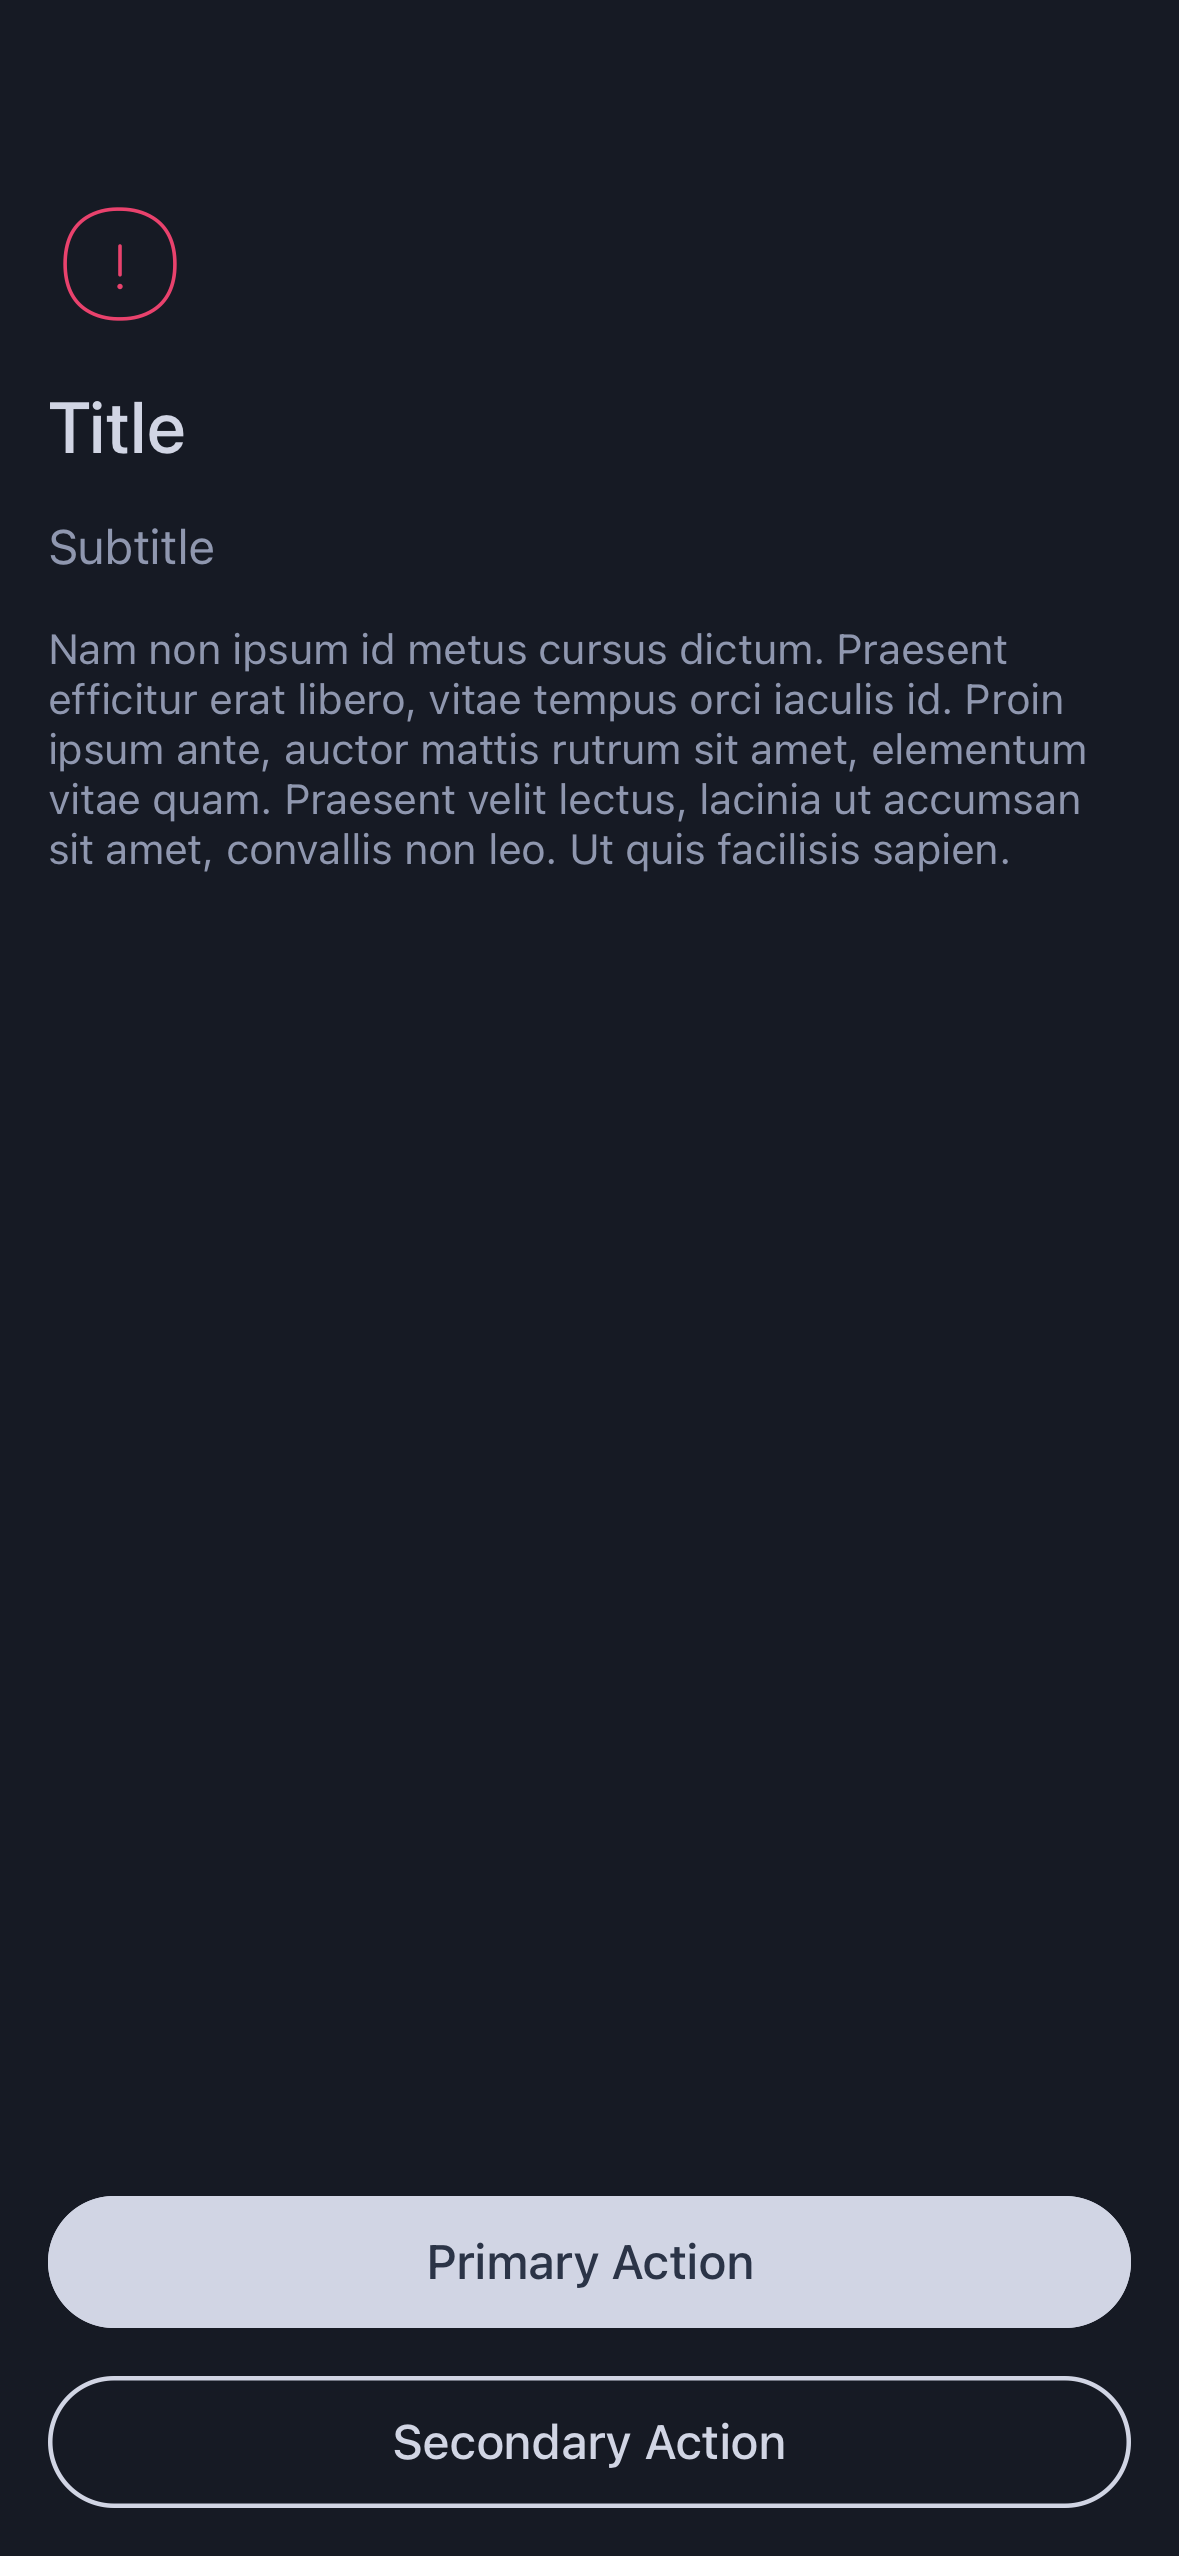 Title
Subtitle
Nam non ipsum id metus cursus dictum. Praesent
efficitur erat libero, vitae tempus orci iaculis id. Proin
ipsum ante, auctor mattis rutrum sit amet, elementum
vitae quam. Praesent velit lectus, lacinia ut accumsan
sit amet, convallis non leo. Ut quis facilisis sapien.
Primary Action
Secondary Action